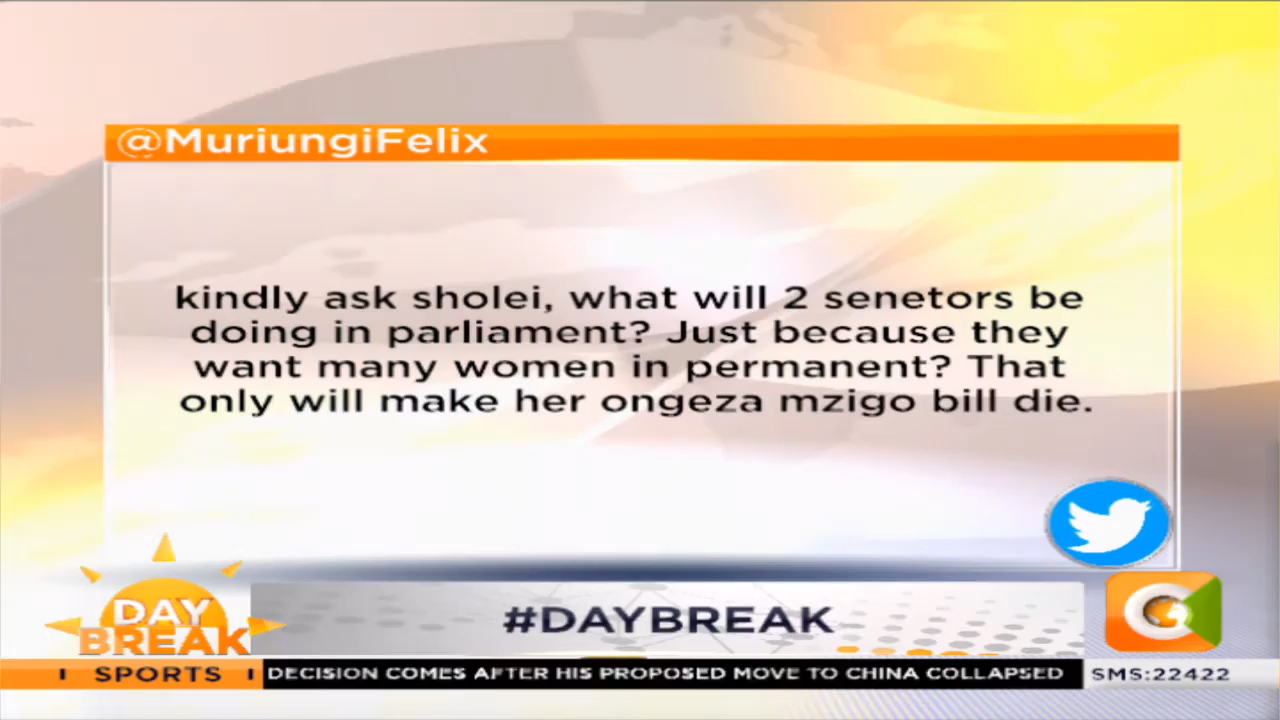 @MuriungiFelix
kindly ask sholei, what will 2 senetors be
doing in parliament? Just because they
want many women in permanent? That
only will make her ongeza mzigo bill die.
DAY
BREAK
#DAYBREAK
SPORTS
DECISION COMES AFTER HIS PROPOSED MOVE TO CHINA COLLAPSED
SMS:22422